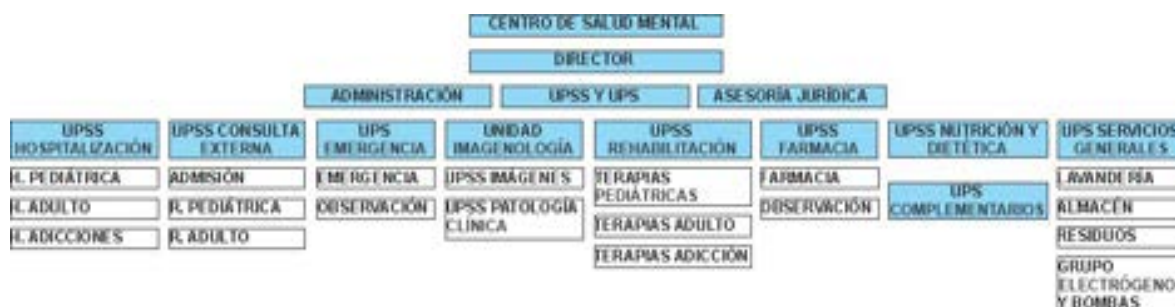 CENTRO DE SALUD MENTAL
DIRECTOR
ADMINISTRACIÓN
UPSS Y UPS
ASESORÍA JURÍDICA
UPSS
HOSPITALIZACIÓN
H. PEDIÁTRICA
H. ADULTO
H. ADICCIONES
UPSS CONSULTA
EXTERNA
ADMISIÓN
R. PEDIÁTRICA
R. ADULTO
UPS
EMERGENCIA
EMERGENCIA
OBSERVACIÓN
UNIDAD
IMAGENOLOGÍA
UPSS IMÁGENES
UPSS PATOLOGÍA
CLÍNICA
UPSS
REHABILITACIÓN
TERAPIAS
PEDIÁTRICAS
TERAPIAS ADULTO
TERAPIAS ADICCIÓN
UPSS
FARMACIA
FARMACIA
OBSERVACIÓN
UPSS NUTRICIÓN Y
DIETÉTICA
UPS
COMPLEMENTARIOS
UPS SERVICIOS
GENERALES
LAVANDERÍA
ALMACÉN
RESIDUOS
GRUPO
ELECTRÓGENO
Y BOMBAS